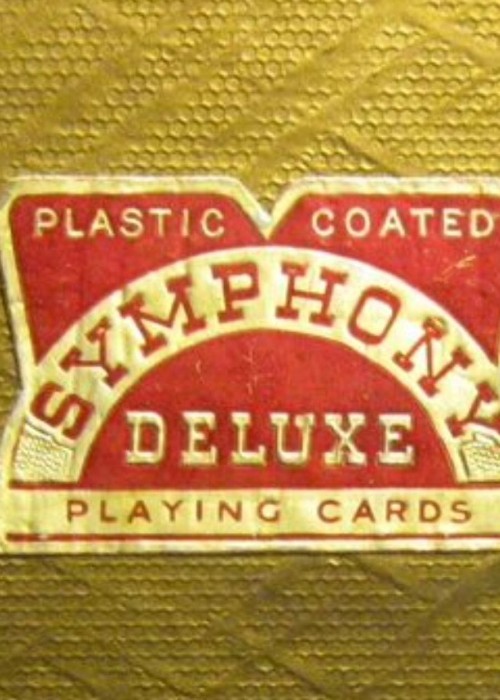 PLASTIC COATED
SYMPHONY
DELUXE
PLAYING CARDS